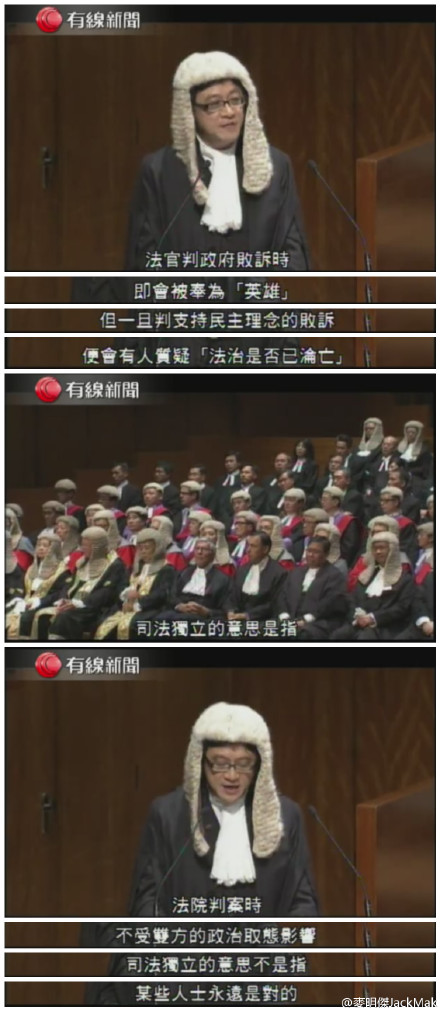 有線新聞
法官判政府敗訴時
即會被奉為「英雄」
但一旦判支持民主理念的敗訴
便會有人質疑「法治是否已淪亡」
有線新聞
司法獨立的意思是指
有線新聞
法院判案時
不受雙方的政治取態影響
司法獨立的意思不是指
某些人士永遠是對的
@麥明傑JackMak